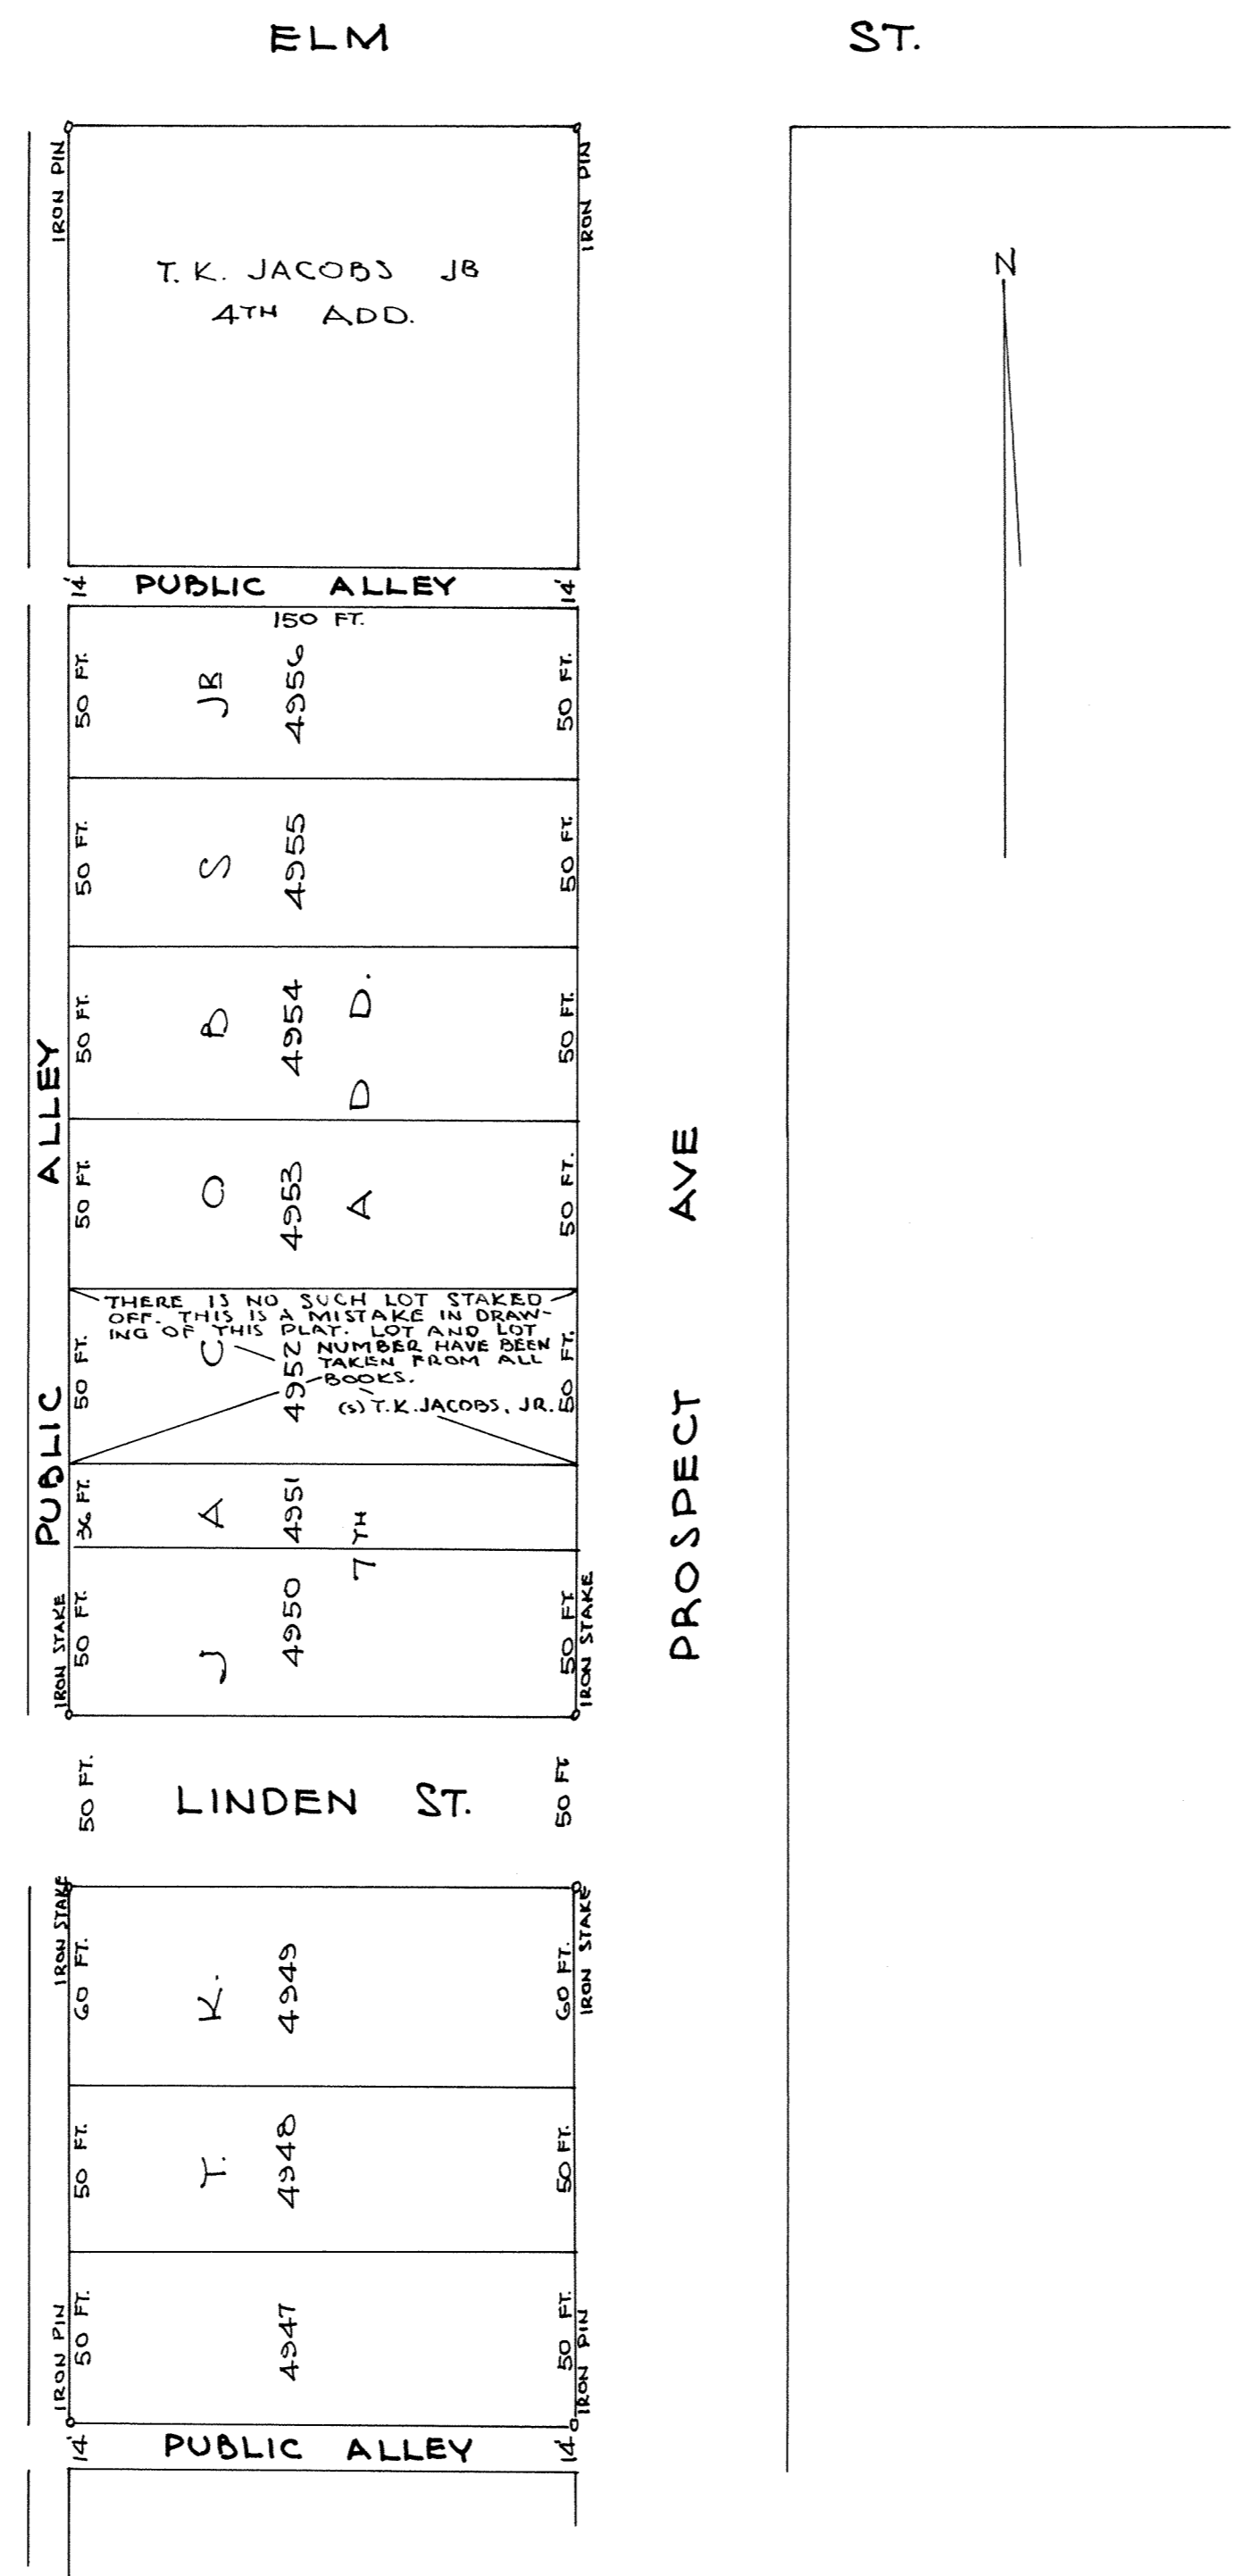 ELM ST.
IRON PIN
IRON PIN
T. K. JACOBS JB
4TH ADD.
N
14' PUBLIC ALLEY 14'
150 FT.
50 FT. JB 4956 50 FT.
50 FT. S 4955 50 FT.
50 FT. B 4954 D. D 50 FT.
50 FT. O 4953 A 50 FT.
PUBLIC ALLEY
PROSPECT AVE
THERE IS NO SUCH LOT STAKED
OFF. THIS IS A MISTAKE IN DRAW-
ING OF THIS PLAT. LOT AND LOT
NUMBER HAVE BEEN
TAKEN FROM ALL
BOOKS.
(S) T.K. JACOBS, JR.
50 FT. C 4952 50 FT.
36 FT. A 4951 7TH
50 FT. J 4950 50 FT.
IRON STAKE
IRON STAKE
50 FT. LINDEN ST. 50 FT
IRON STAKE
IRON STAKE
60 FT. K. 4949 60 FT.
50 FT. T. 4948 50 FT.
50 FT. 4947 50 FT.
IRON PIN
IRON PIN
14' PUBLIC ALLEY 14'